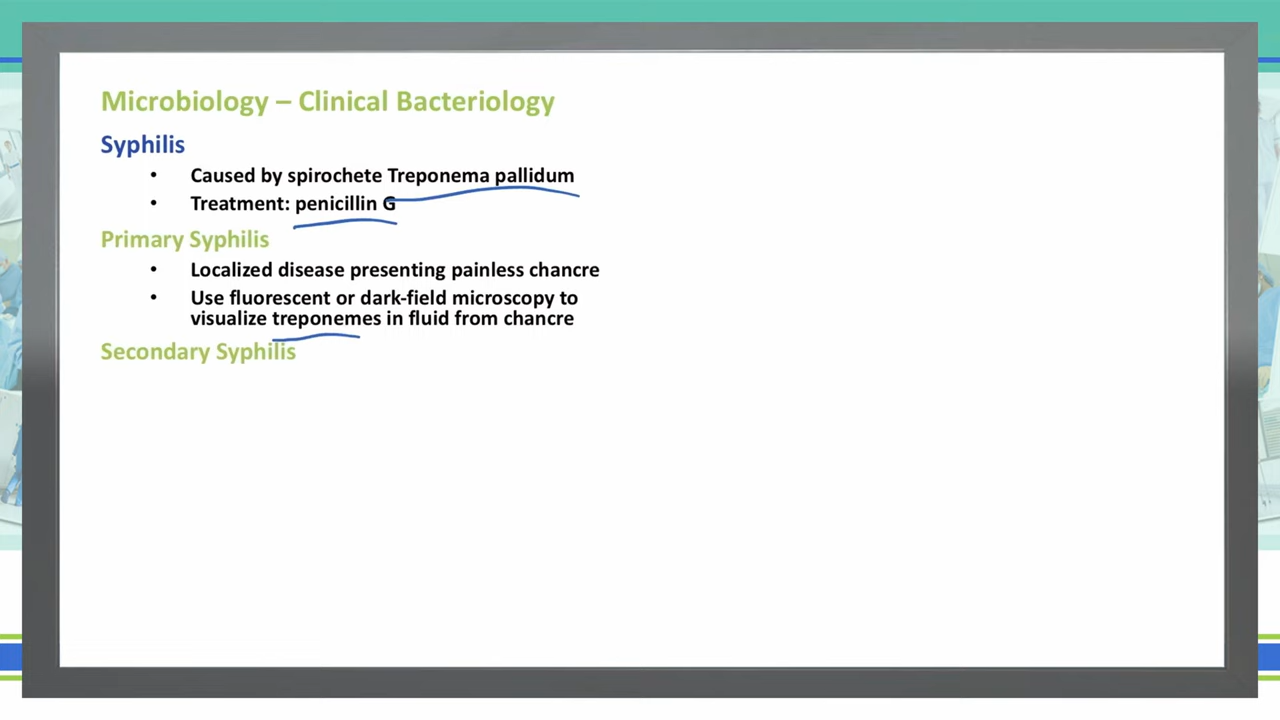 Microbiology – Clinical Bacteriology
Syphilis
• Caused by spirochete Treponema pallidum
• Treatment: penicillin G
Primary Syphilis
• Localized disease presenting painless chancre
• Use fluorescent or dark-field microscopy to
visualize treponemes in fluid from chancre
Secondary Syphilis